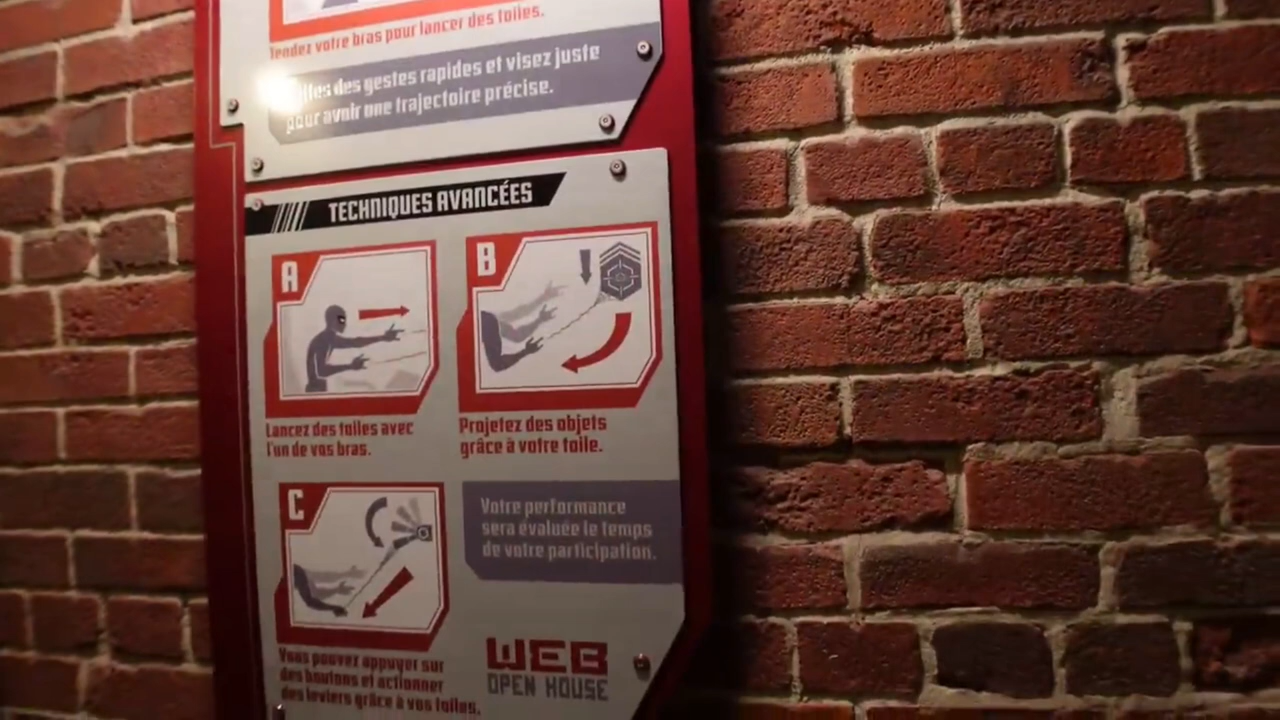 Tendez votre bras pour lancer des toiles.
Faites des gestes rapides et visez juste
pour avoir une trajectoire précise.
TECHNIQUES AVANCÉES
A
B
Lancez des toiles avec
l'un de vos bras.
Projetez des objets
grâce à votre toile.
C
Votre performance
sera évaluée le temps
de votre participation.
Vous pouvez appuyer sur
des boutons et actionner
des leviers grâce à vos toiles.
WEB
OPEN HOUSE